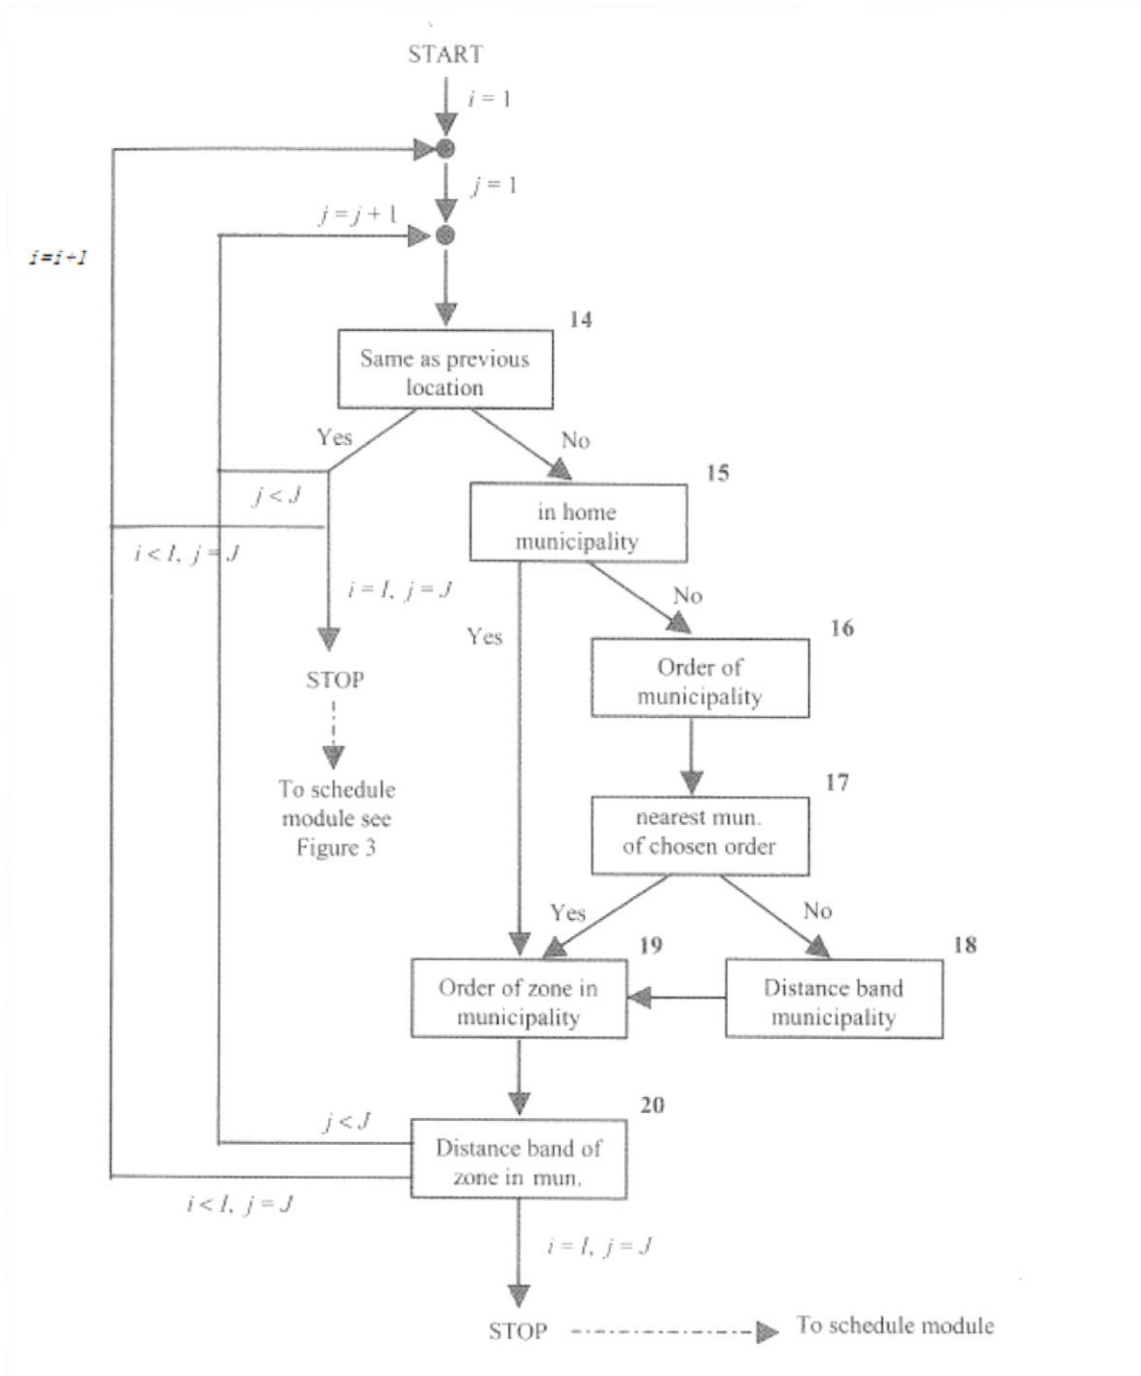 START
i = 1
j = 1
j = j + 1
i=i+1
14
Same as previous
location
Yes
No
15
j < J
in home
municipality
i < I, j = J
i = I, j = J
No
16
Yes
Order of
municipality
STOP
17
To schedule
module see
Figure 3
nearest mun.
of chosen order
Yes
No
19
18
Order of zone in
municipality
Distance band
municipality
20
j < J
Distance band of
zone in mun.
i < I, j = J
i = I, j = J
STOP
To schedule module